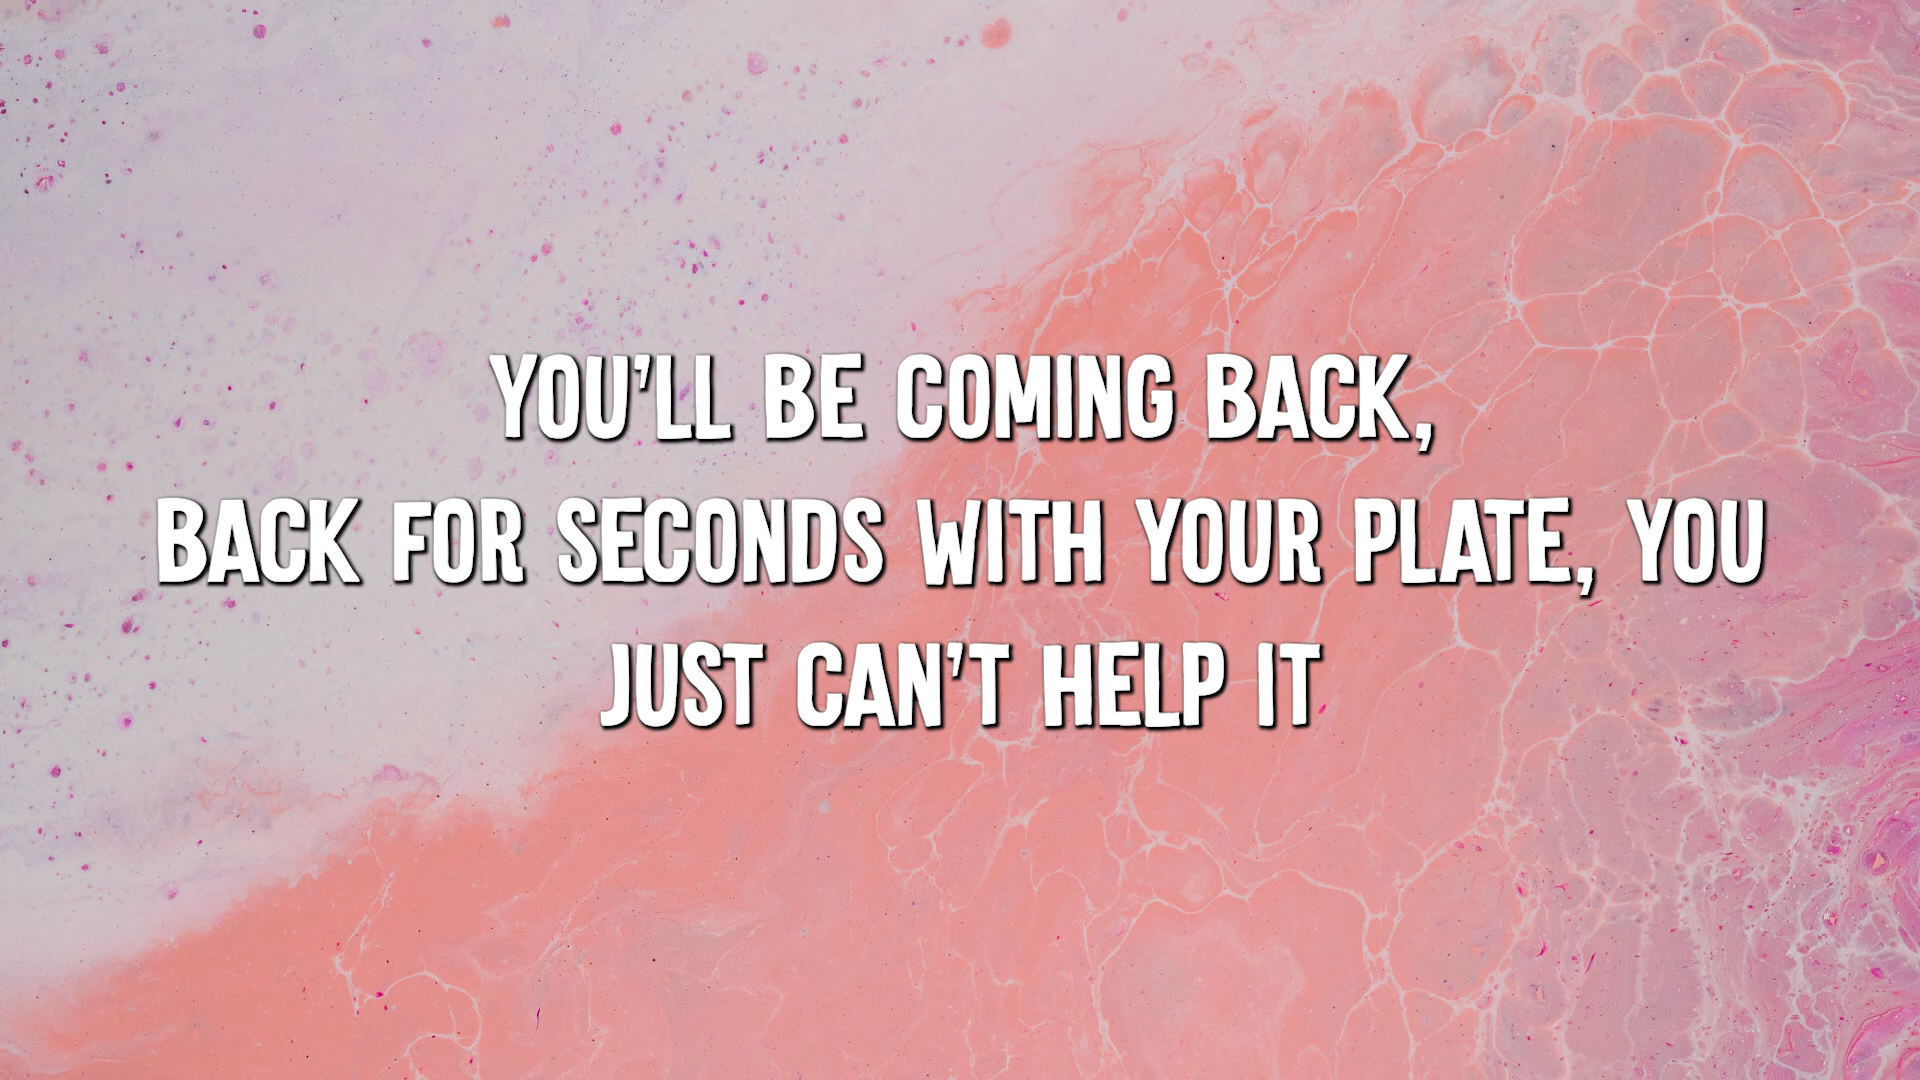 YOU'LL BE COMING BACK,
BACK FOR SECONDS WITH YOUR PLATE, YOU
JUST CAN'T HELP IT